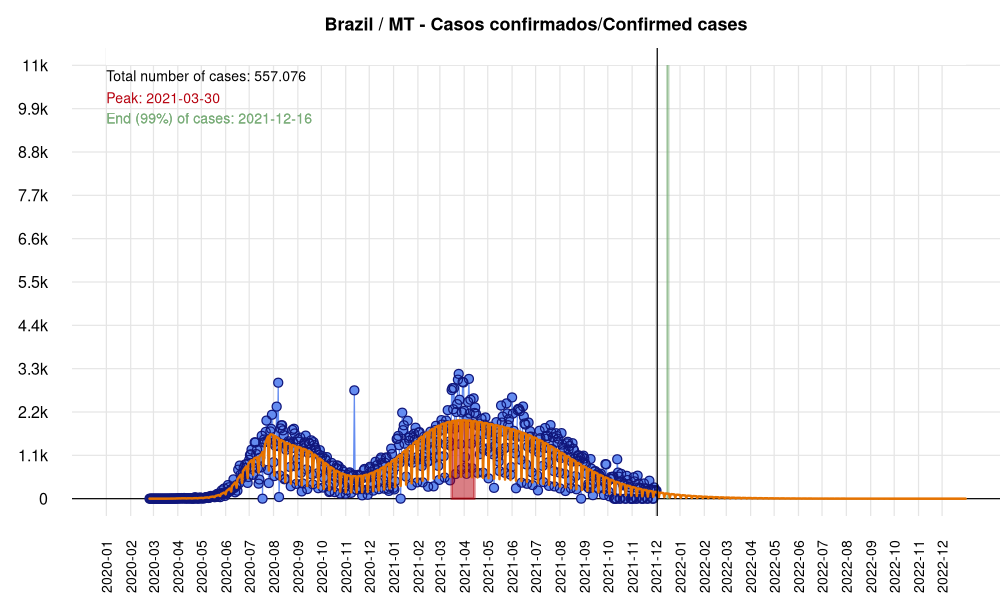 Brazil / MT - Casos confirmados/Confirmed cases
11k
Total number of cases: 557.076
Peak: 2021-03-30
End (99%) of cases: 2021-12-16
9.9k
8.8k
7.7k
6.6k
5.5k
4.4k
3.3k
2.2k
1.1k
0
2020-01
2020-02
2020-03
2020-04
2020-05
2020-06
2020-07
2020-08
2020-09
2020-10
2020-11
2020-12
2021-01
2021-02
2021-03
2021-04
2021-05
2021-06
2021-07
2021-08
2021-09
2021-10
2021-11
2021-12
2022-01
2022-02
2022-03
2022-04
2022-05
2022-06
2022-07
2022-08
2022-09
2022-10
2022-11
2022-12